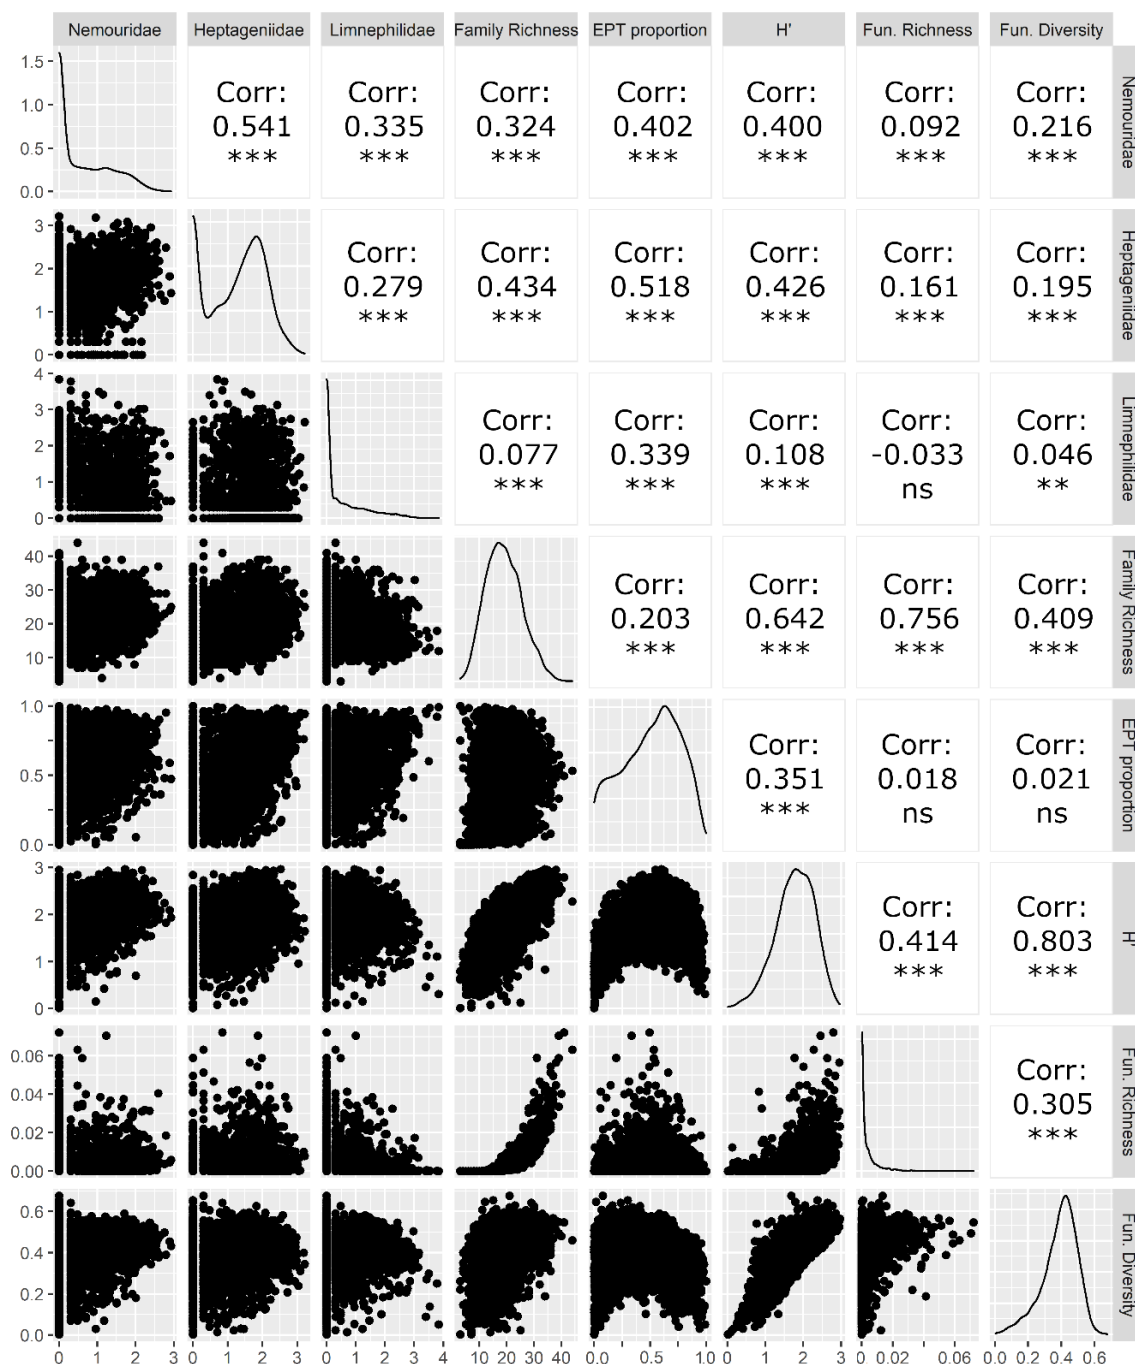 Nemouridae Heptageniidae Limnephilidae Family Richness EPT proportion H' Fun. Richness Fun. Diversity
1.5
1.0
0.5
0.0
Corr:
0.541
***
Corr:
0.335
***
Corr:
0.324
***
Corr:
0.402
***
Corr:
0.400
***
Corr:
0.092
***
Corr:
0.216
***
Nemouridae
3
2
1
0
Corr:
0.279
***
Corr:
0.434
***
Corr:
0.518
***
Corr:
0.426
***
Corr:
0.161
***
Corr:
0.195
***
Heptageniidae
4
3
2
1
0
Corr:
0.077
***
Corr:
0.339
***
Corr:
0.108
***
Corr:
-0.033
ns
Corr:
0.046
**
Limnephilidae
40
30
20
10
Corr:
0.203
***
Corr:
0.642
***
Corr:
0.756
***
Corr:
0.409
***
Family Richness
1.0
0.5
0.0
Corr:
0.351
***
Corr:
0.018
ns
Corr:
0.021
ns
EPT proportion
3
2
1
0
Corr:
0.414
***
Corr:
0.803
***
H'
0.06
0.04
0.02
0.00
Corr:
0.305
***
Fun. Richness
0.6
0.4
0.2
0.0
Fun. Diversity
0 1 2 3 0 1 2 3 0 1 2 3 4 10 20 30 40 0.0 0.5 1.0 0 1 2 3 0.00 0.02 0.04 0.06 0.0 0.2 0.4 0.6